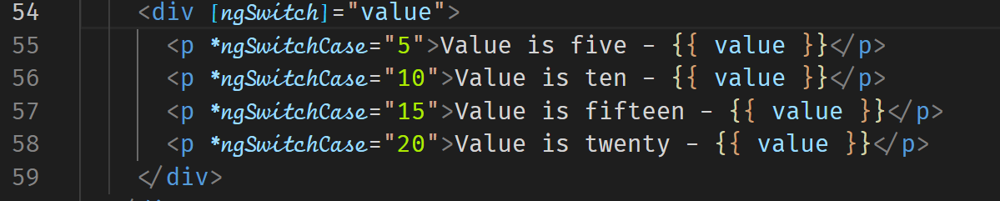 54 <div [ngSwitch]="value">
55 <p *ngSwitchCase="5">Value is five - {{ value }}</p>
56 <p *ngSwitchCase="10">Value is ten - {{ value }}</p>
57 <p *ngSwitchCase="15">Value is fifteen - {{ value }}</p>
58 <p *ngSwitchCase="20">Value is twenty - {{ value }}</p>
59 </div>